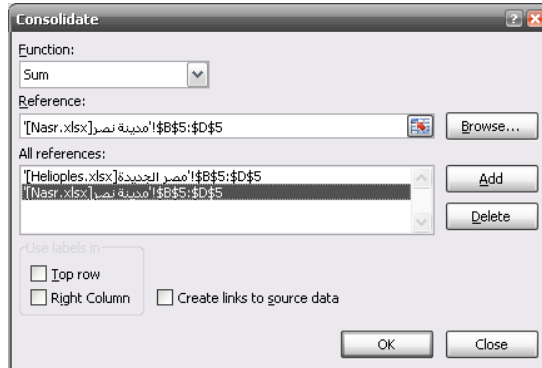 Consolidate
Function:
Sum
Reference:
'[Nasr.xlsx]مدينة نصر'!$B$5:$D$5
Browse...
All references:
'[Helioples.xlsx]مصر الجديدة'!$B$5:$D$5
'[Nasr.xlsx]مدينة نصر'!$B$5:$D$5
Add
Delete
Use labels in
Top row
Right Column
Create links to source data
OK
Close